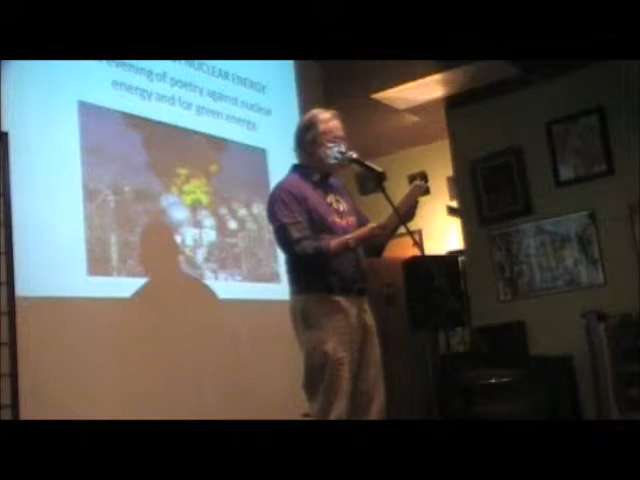 NUCLEAR ENERGY
evening of poetry against nuclear
energy and for green energy.